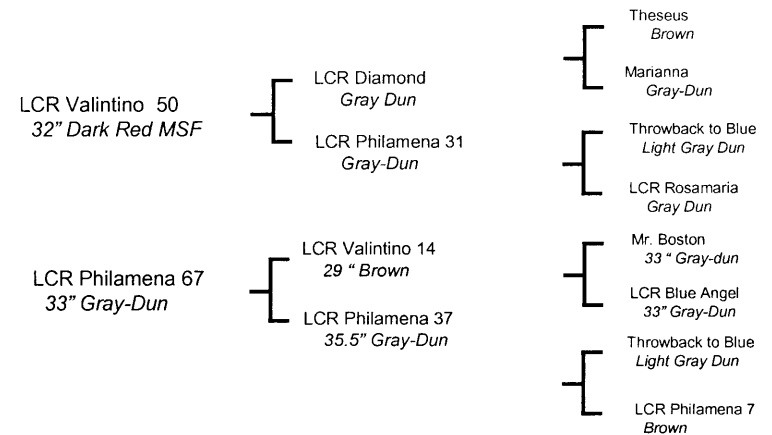 LCR Valintino 50
32" Dark Red MSF
LCR Diamond
Gray Dun
LCR Philamena 31
Gray-Dun
Theseus
Brown
Marianna
Gray-Dun
Throwback to Blue
Light Gray Dun
LCR Rosamaria
Gray Dun
LCR Philamena 67
33" Gray-Dun
LCR Valintino 14
29 " Brown
LCR Philamena 37
35.5" Gray-Dun
Mr. Boston
33 " Gray-dun
LCR Blue Angel
33" Gray-Dun
Throwback to Blue
Light Gray Dun
LCR Philamena 7
Brown